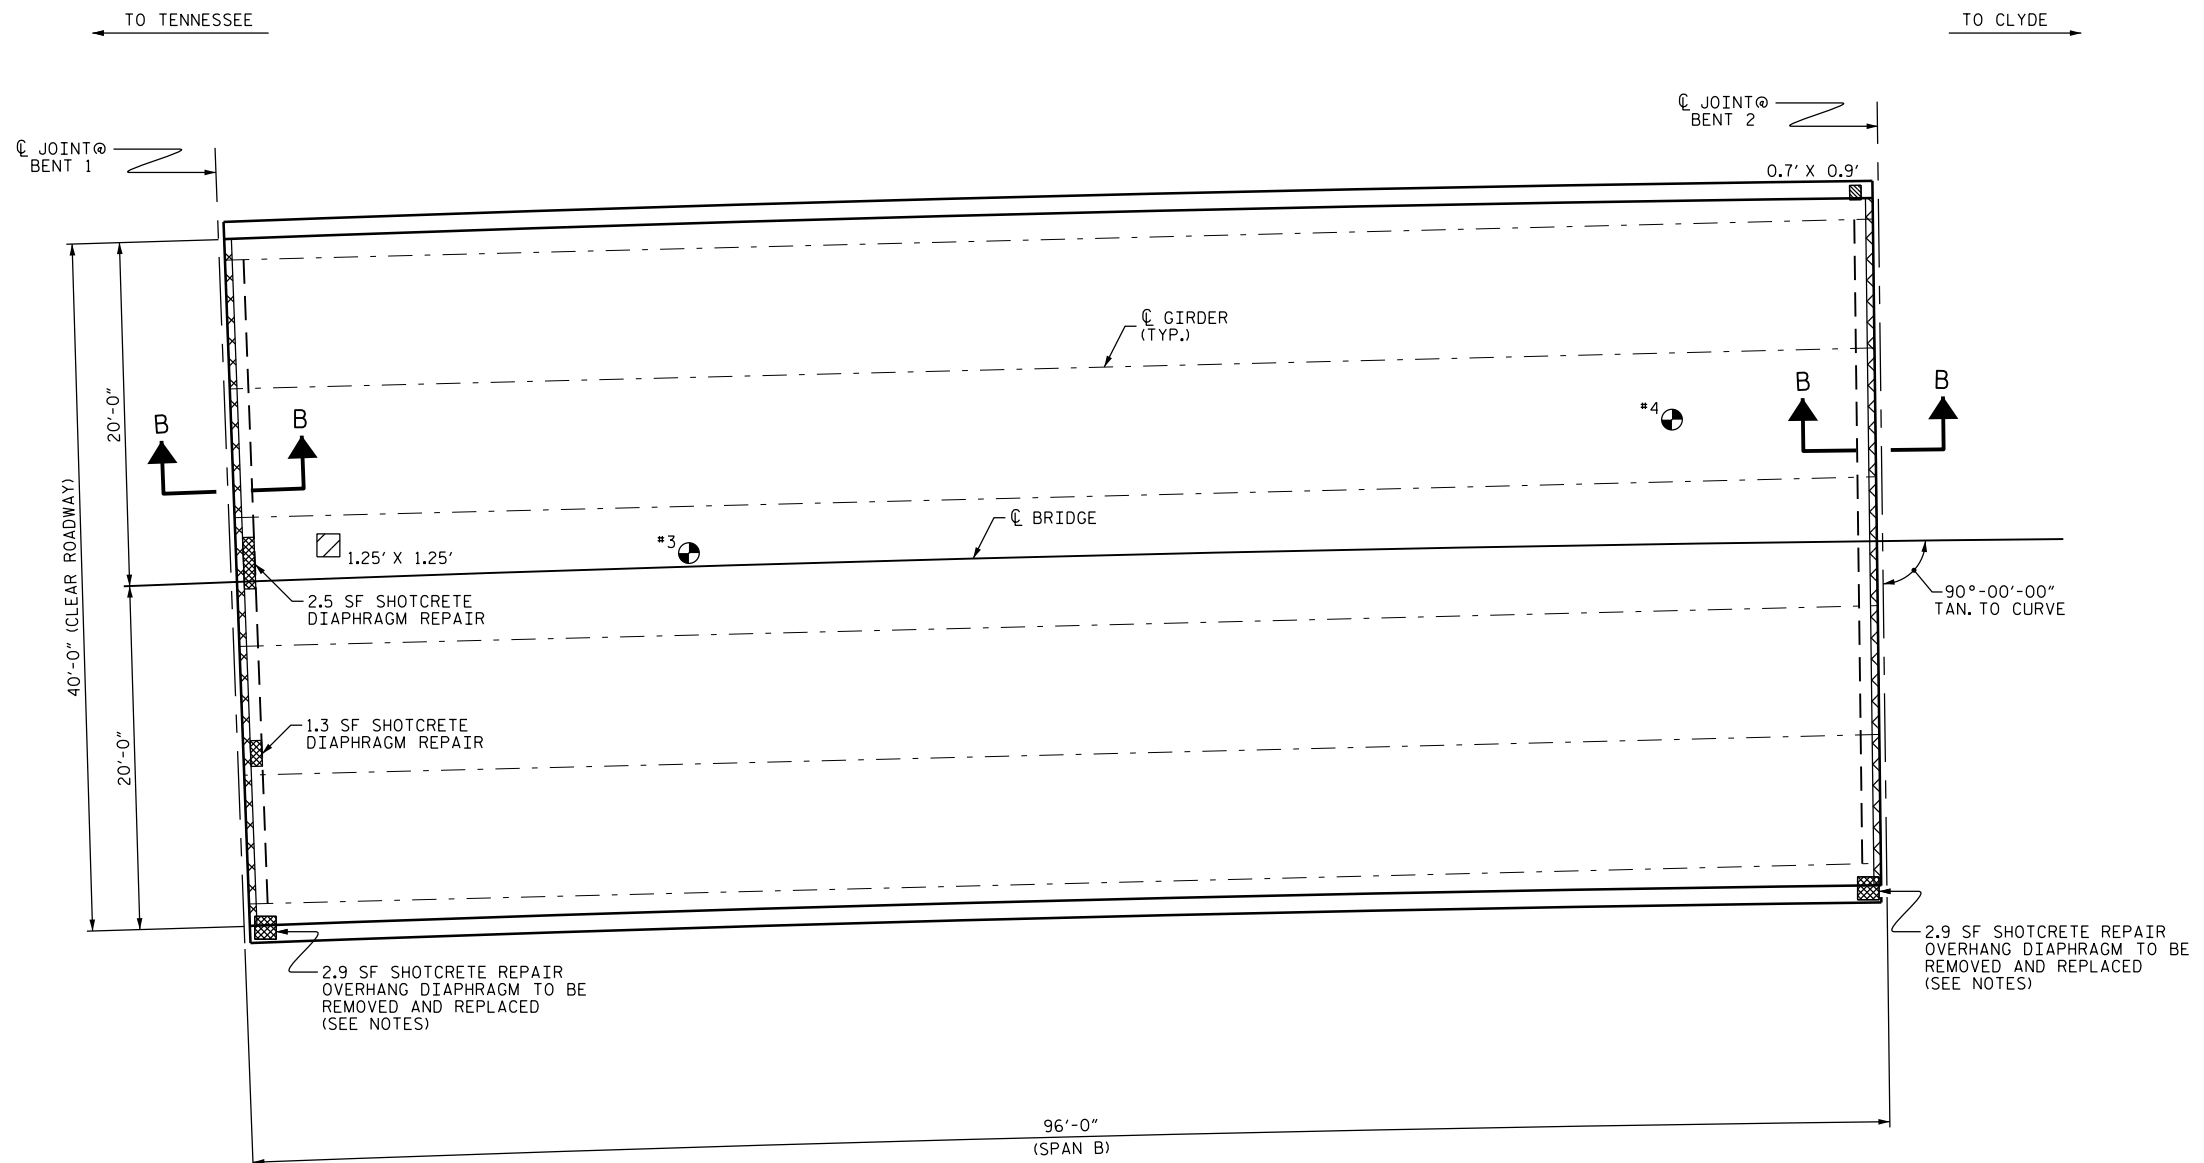 TO TENNESSEE
TO CLYDE
℄ JOINT@
BENT 2
℄ JOINT@
BENT 1
0.7' X 0.9'
℄ GIRDER
(TYP.)
B
B
B
B
#4
20'-0"
40'-0" (CLEAR ROADWAY)
℄ BRIDGE
#3
1.25' X 1.25'
2.5 SF SHOTCRETE
DIAPHRAGM REPAIR
90°-00'-00"
TAN. TO CURVE
1.3 SF SHOTCRETE
DIAPHRAGM REPAIR
20'-0"
2.9 SF SHOTCRETE REPAIR
OVERHANG DIAPHRAGM TO BE
REMOVED AND REPLACED
(SEE NOTES)
2.9 SF SHOTCRETE REPAIR
OVERHANG DIAPHRAGM TO BE
REMOVED AND REPLACED
(SEE NOTES)
96'-0"
(SPAN B)